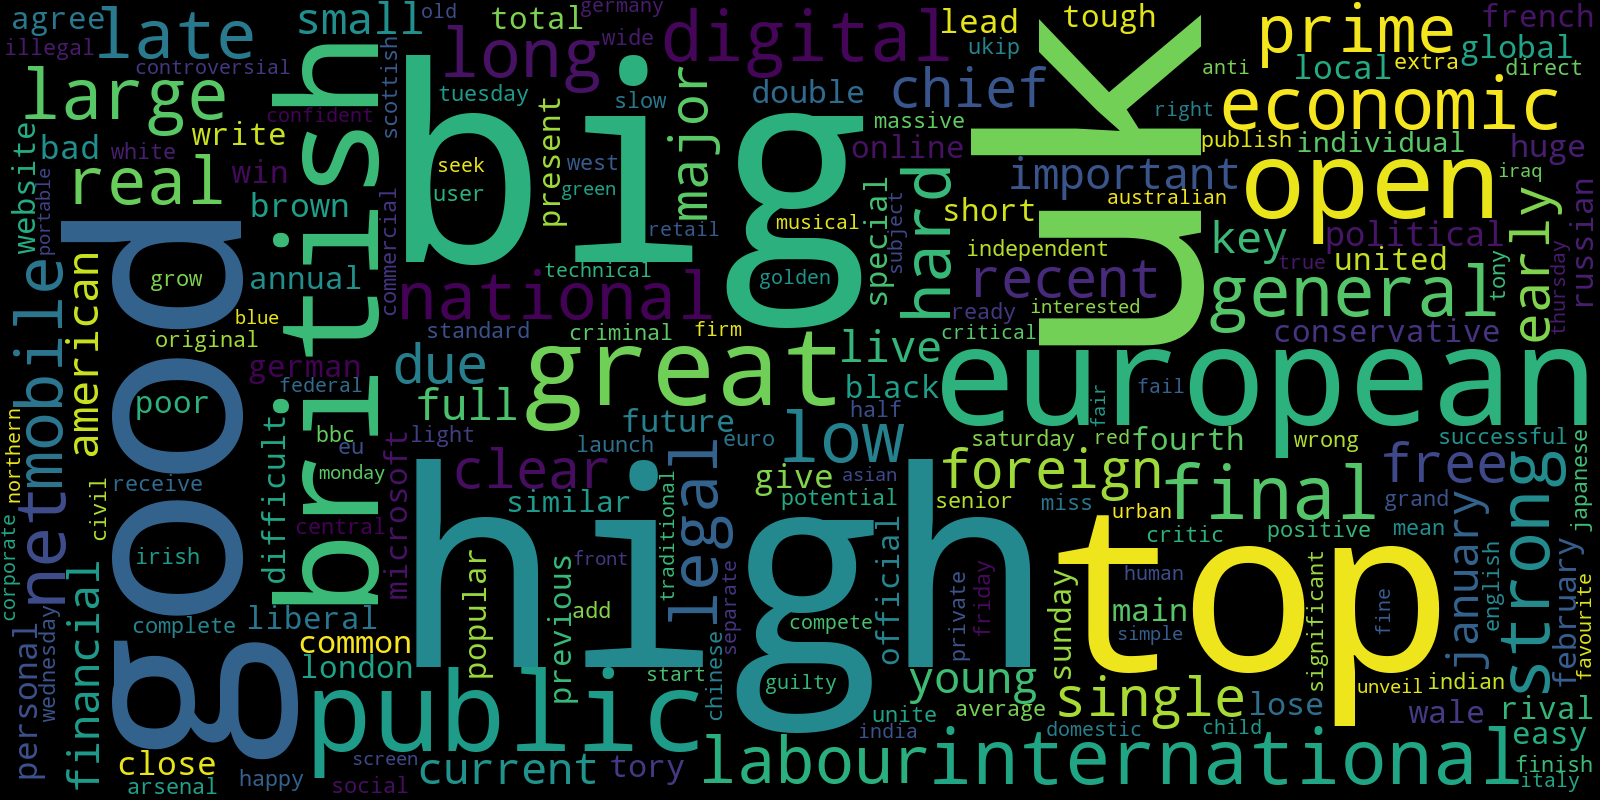 agree
late
small
old
total
germany
wide
digital
lead
tough
prime
french
illegal
controversial
long
ukip
global
large
british
scottish
big
tuesday
slow
major
double
chief
uk
anti
local
extra
direct
confident
present
massive
right
economic
website
bad
white
write
win
seek
west
online
important
publish
individual
huge
portable
real
brown
user
green
special
hard
short
australian
open
iraq
good
commercial
musical
retail
subject
independent
key
political
early
russian
mobile
american
grow
annual
national
technical
golden
recent
true
united
tony
thursday
blue
standard
criminal
firm
ready
interested
general
original
critical
conservative
german
due
great
live
european
federal
poor
full
black
fair
fail
northern
difficult
bbc
eu
light
future
launch
euro
low
half
saturday
red
fourth
wrong
successful
net
civil
receive
monday
microsoft
clear
similar
legal
give
asian
potential
foreign
final
free
strong
japanese
central
high
traditional
senior
miss
urban
positive
grand
mean
corporate
irish
front
official
top
critic
january
financial
popular
previous
separate
private
friday
human
significant
fine
english
february
favourite
personal
wednesday
complete
liberal
add
compete
sunday
main
simple
common
london
public
start
chinese
guilty
young
single
unveil
indian
close
unite
average
lose
wale
rival
arsenal
happy
screen
social
current
tory
labour
india
international
domestic
child
easy
finish
italy